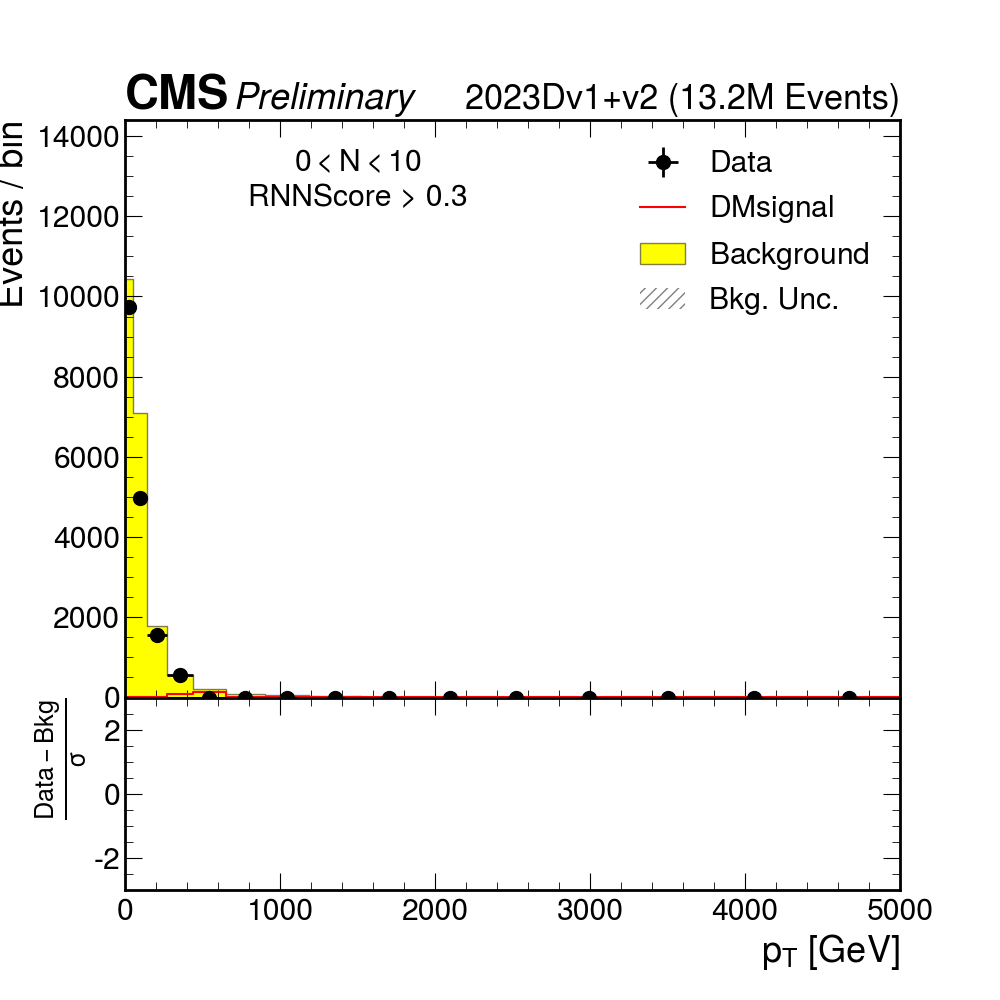 CMS Preliminary 2023Dv1+v2 (13.2M Events)
Events / bin
14000
12000
10000
8000
6000
4000
2000
0
0 < N < 10
RNNScore > 0.3
Data
DMsignal
Background
Bkg. Unc.
Data − Bkg
σ
2
0
-2
0 1000 2000 3000 4000 5000
pT [GeV]